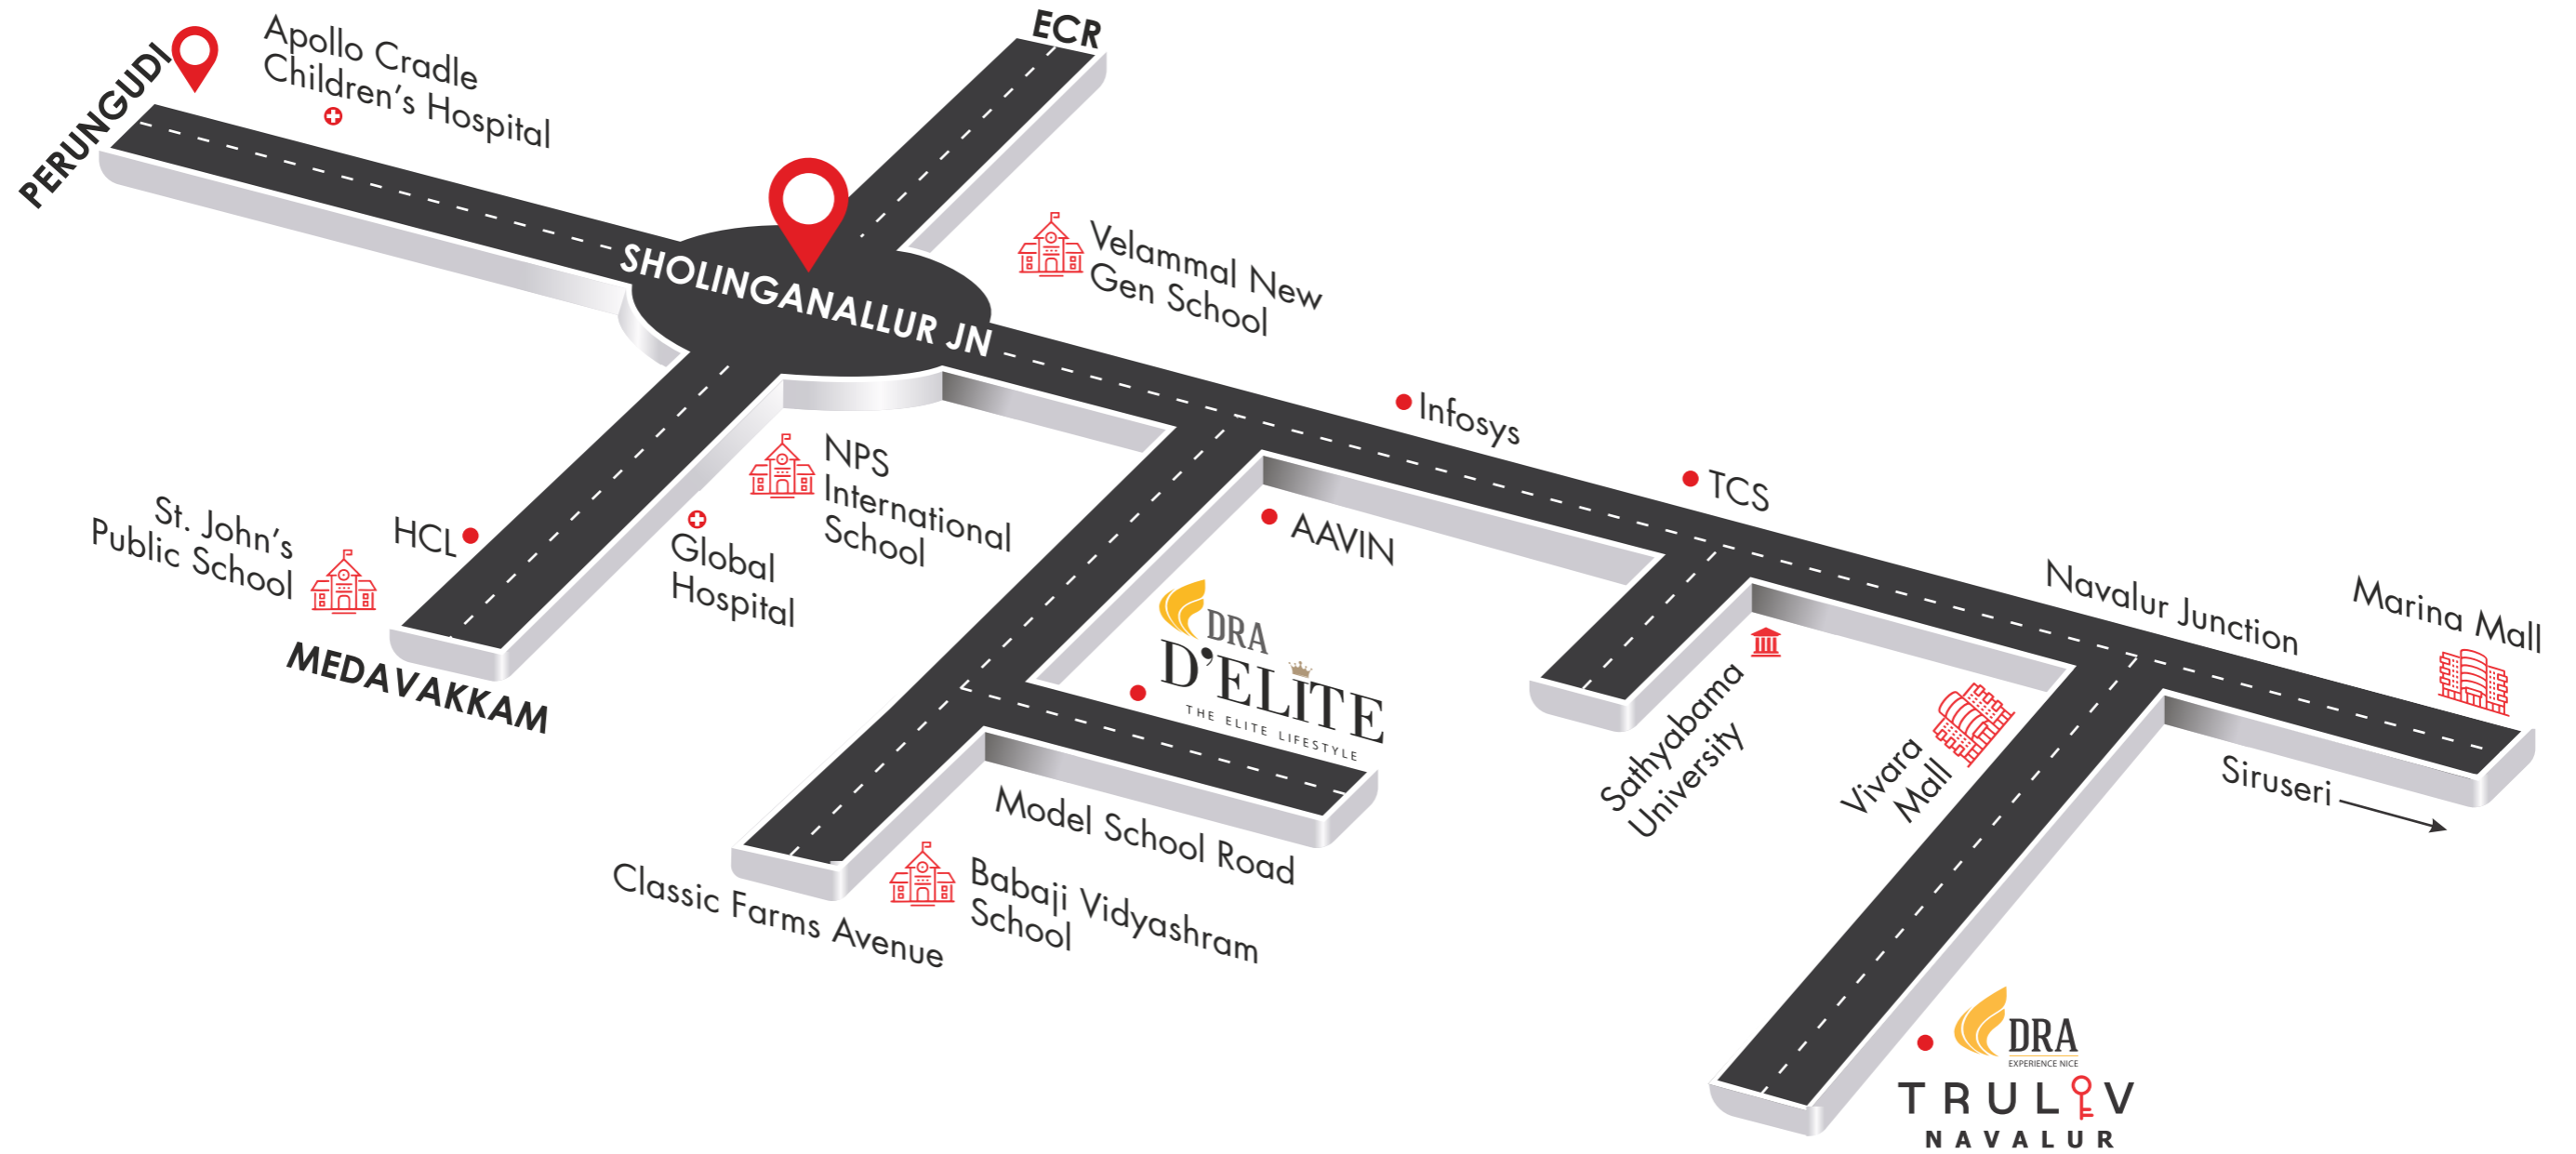 ECR
PERUNGUDI
Apollo Cradle
Children's Hospital
SHOLINGANALLUR JN
Velammal New
Gen School
Infosys
TCS
NPS
International
School
HCL
St. John's
Public School
Global
Hospital
AAVIN
MEDAVAKKAM
DRA
D'ELITE
THE ELITE LIFESTYLE
Navalur Junction
Marina Mall
Sathyabama
University
Vivara
Mall
Siruseri
Model School Road
Classic Farms Avenue
Babaji Vidyashram
School
DRA
EXPERIENCE NICE
TRULIV
NAVALUR